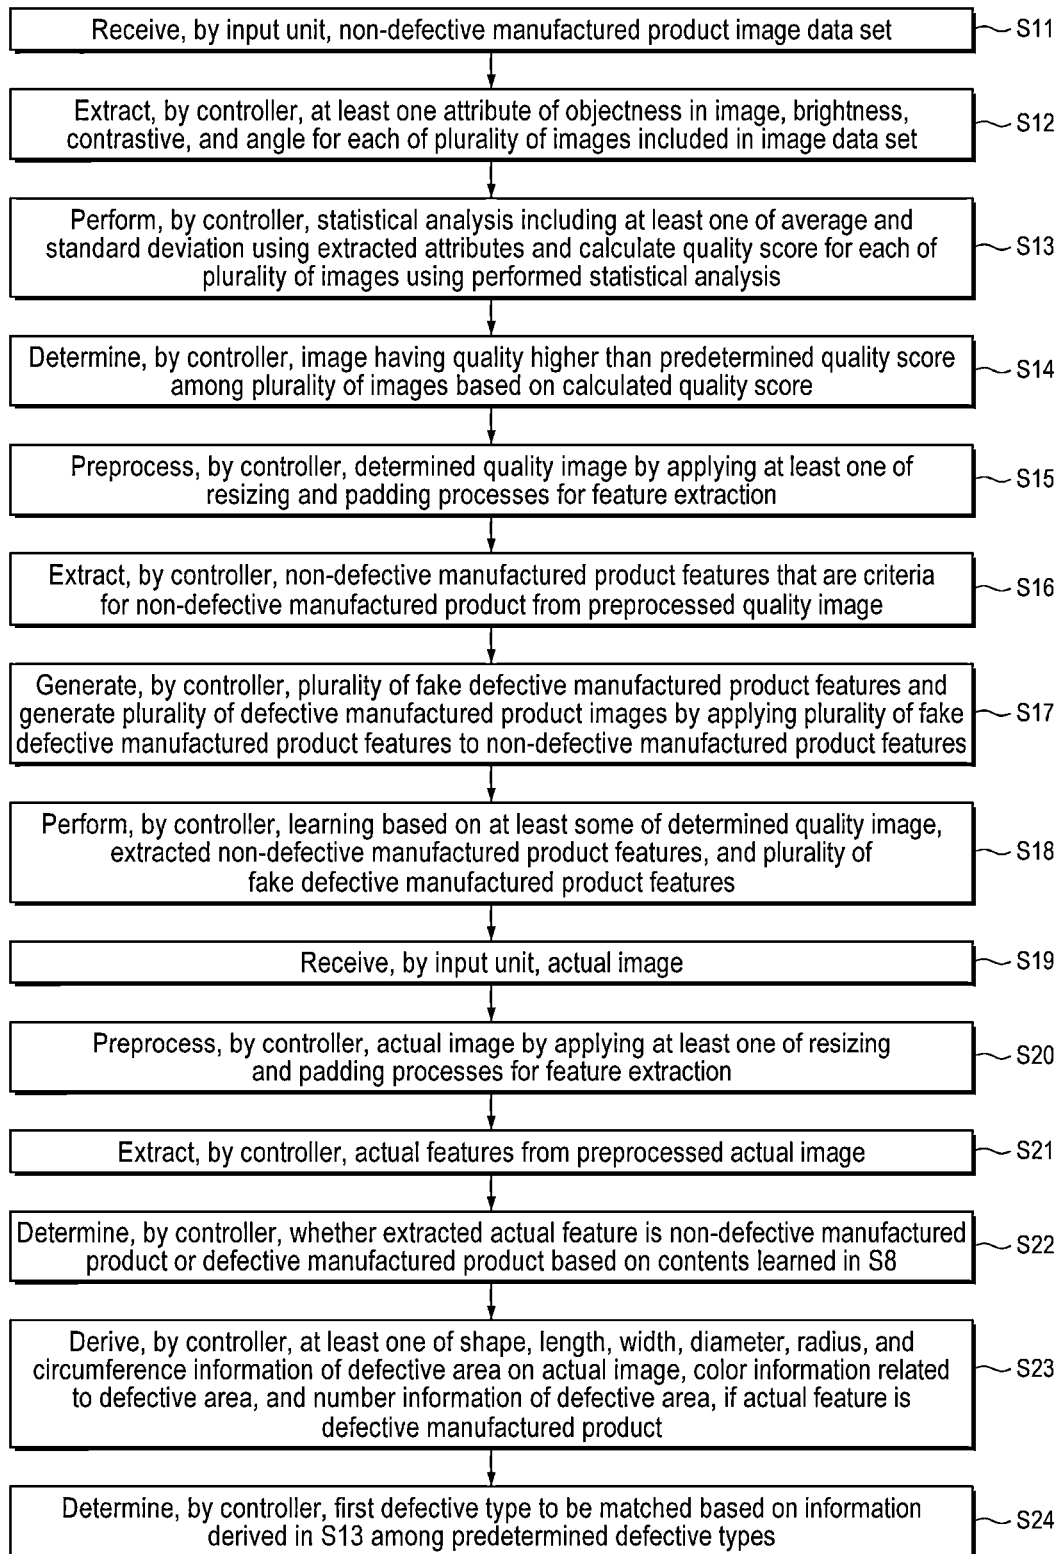 Receive, by input unit, non-defective manufactured product image data set
S11
Extract, by controller, at least one attribute of objectness in image, brightness,
contrastive, and angle for each of plurality of images included in image data set
S12
Perform, by controller, statistical analysis including at least one of average and
standard deviation using extracted attributes and calculate quality score for each of
plurality of images using performed statistical analysis
S13
Determine, by controller, image having quality higher than predetermined quality score
among plurality of images based on calculated quality score
S14
Preprocess, by controller, determined quality image by applying at least one of
resizing and padding processes for feature extraction
S15
Extract, by controller, non-defective manufactured product features that are criteria
for non-defective manufactured product from preprocessed quality image
S16
Generate, by controller, plurality of fake defective manufactured product features and
generate plurality of defective manufactured product images by applying plurality of fake
defective manufactured product features to non-defective manufactured product features
S17
Perform, by controller, learning based on at least some of determined quality image,
extracted non-defective manufactured product features, and plurality of
fake defective manufactured product features
S18
Receive, by input unit, actual image
S19
Preprocess, by controller, actual image by applying at least one of resizing
and padding processes for feature extraction
S20
Extract, by controller, actual features from preprocessed actual image
S21
Determine, by controller, whether extracted actual feature is non-defective manufactured
product or defective manufactured product based on contents learned in S8
S22
Derive, by controller, at least one of shape, length, width, diameter, radius, and
circumference information of defective area on actual image, color information related
to defective area, and number information of defective area, if actual feature is
defective manufactured product
S23
Determine, by controller, first defective type to be matched based on information
derived in S13 among predetermined defective types
S24